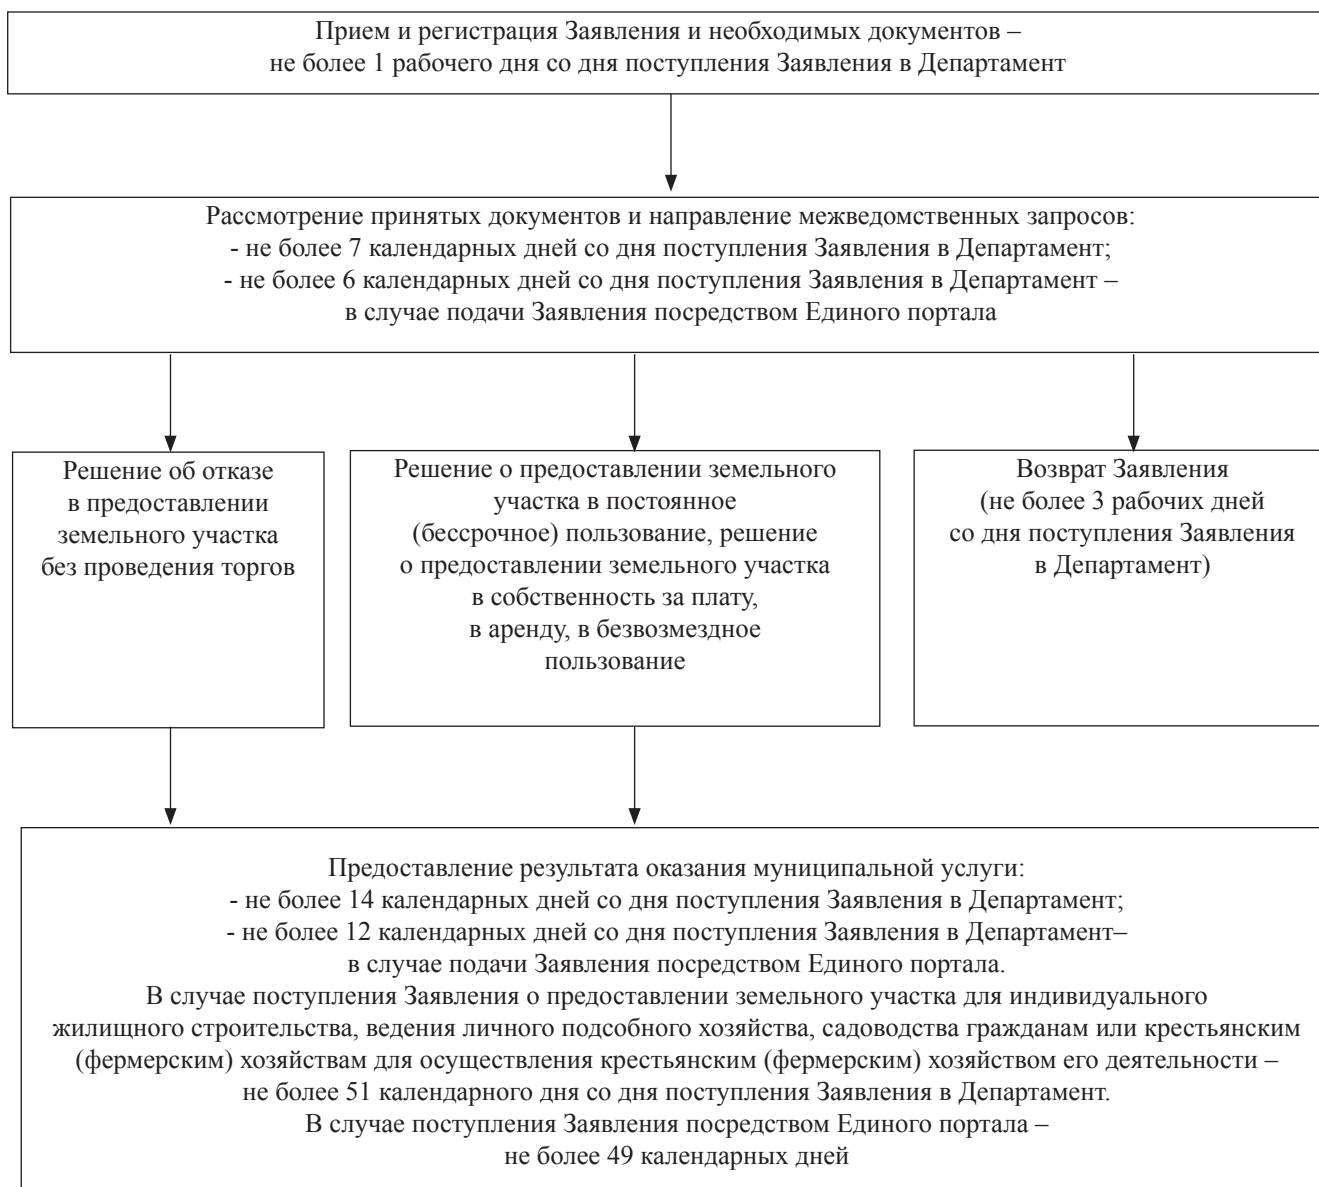 Прием и регистрация Заявления и необходимых документов –
не более 1 рабочего дня со дня поступления Заявления в Департамент
Рассмотрение принятых документов и направление межведомственных запросов:
- не более 7 календарных дней со дня поступления Заявления в Департамент;
- не более 6 календарных дней со дня поступления Заявления в Департамент –
в случае подачи Заявления посредством Единого портала
Решение об отказе
в предоставлении
земельного участка
без проведения торгов
Решение о предоставлении земельного
участка в постоянное
(бессрочное) пользование, решение
о предоставлении земельного участка
в собственность за плату,
в аренду, в безвозмездное
пользование
Возврат Заявления
(не более 3 рабочих дней
со дня поступления Заявления
в Департамент)
Предоставление результата оказания муниципальной услуги:
- не более 14 календарных дней со дня поступления Заявления в Департамент;
- не более 12 календарных дней со дня поступления Заявления в Департамент–
в случае подачи Заявления посредством Единого портала.
В случае поступления Заявления о предоставлении земельного участка для индивидуального
жилищного строительства, ведения личного подсобного хозяйства, садоводства гражданам или крестьянским
(фермерским) хозяйствам для осуществления крестьянским (фермерским) хозяйством его деятельности –
не более 51 календарного дня со дня поступления Заявления в Департамент.
В случае поступления Заявления посредством Единого портала –
не более 49 календарных дней